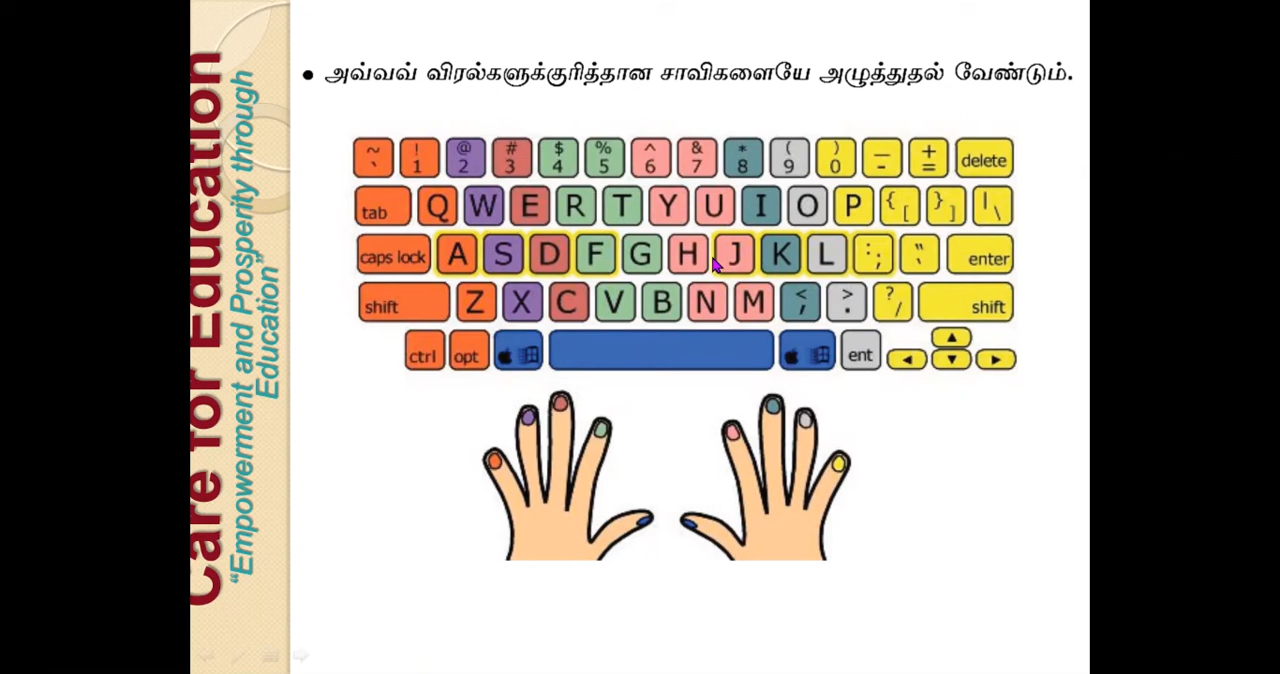 Care for Education
“Empowerment and Prosperity through
Education”
• அவ்வவ் விரல்களுக்குரித்தான சாவிகளையே அழுத்துதல் வேண்டும்.
~ ` ! 1 @ 2 # 3 $ 4 % 5 ^ 6 & 7 * 8 ( 9 ) 0 — - + = delete
tab Q W E R T Y U I O P { [ } ] | \
caps lock A S D F G H J K L : ; “ ‘ enter
shift Z X C V B N M < , > . ? / shift
ctrl opt ent